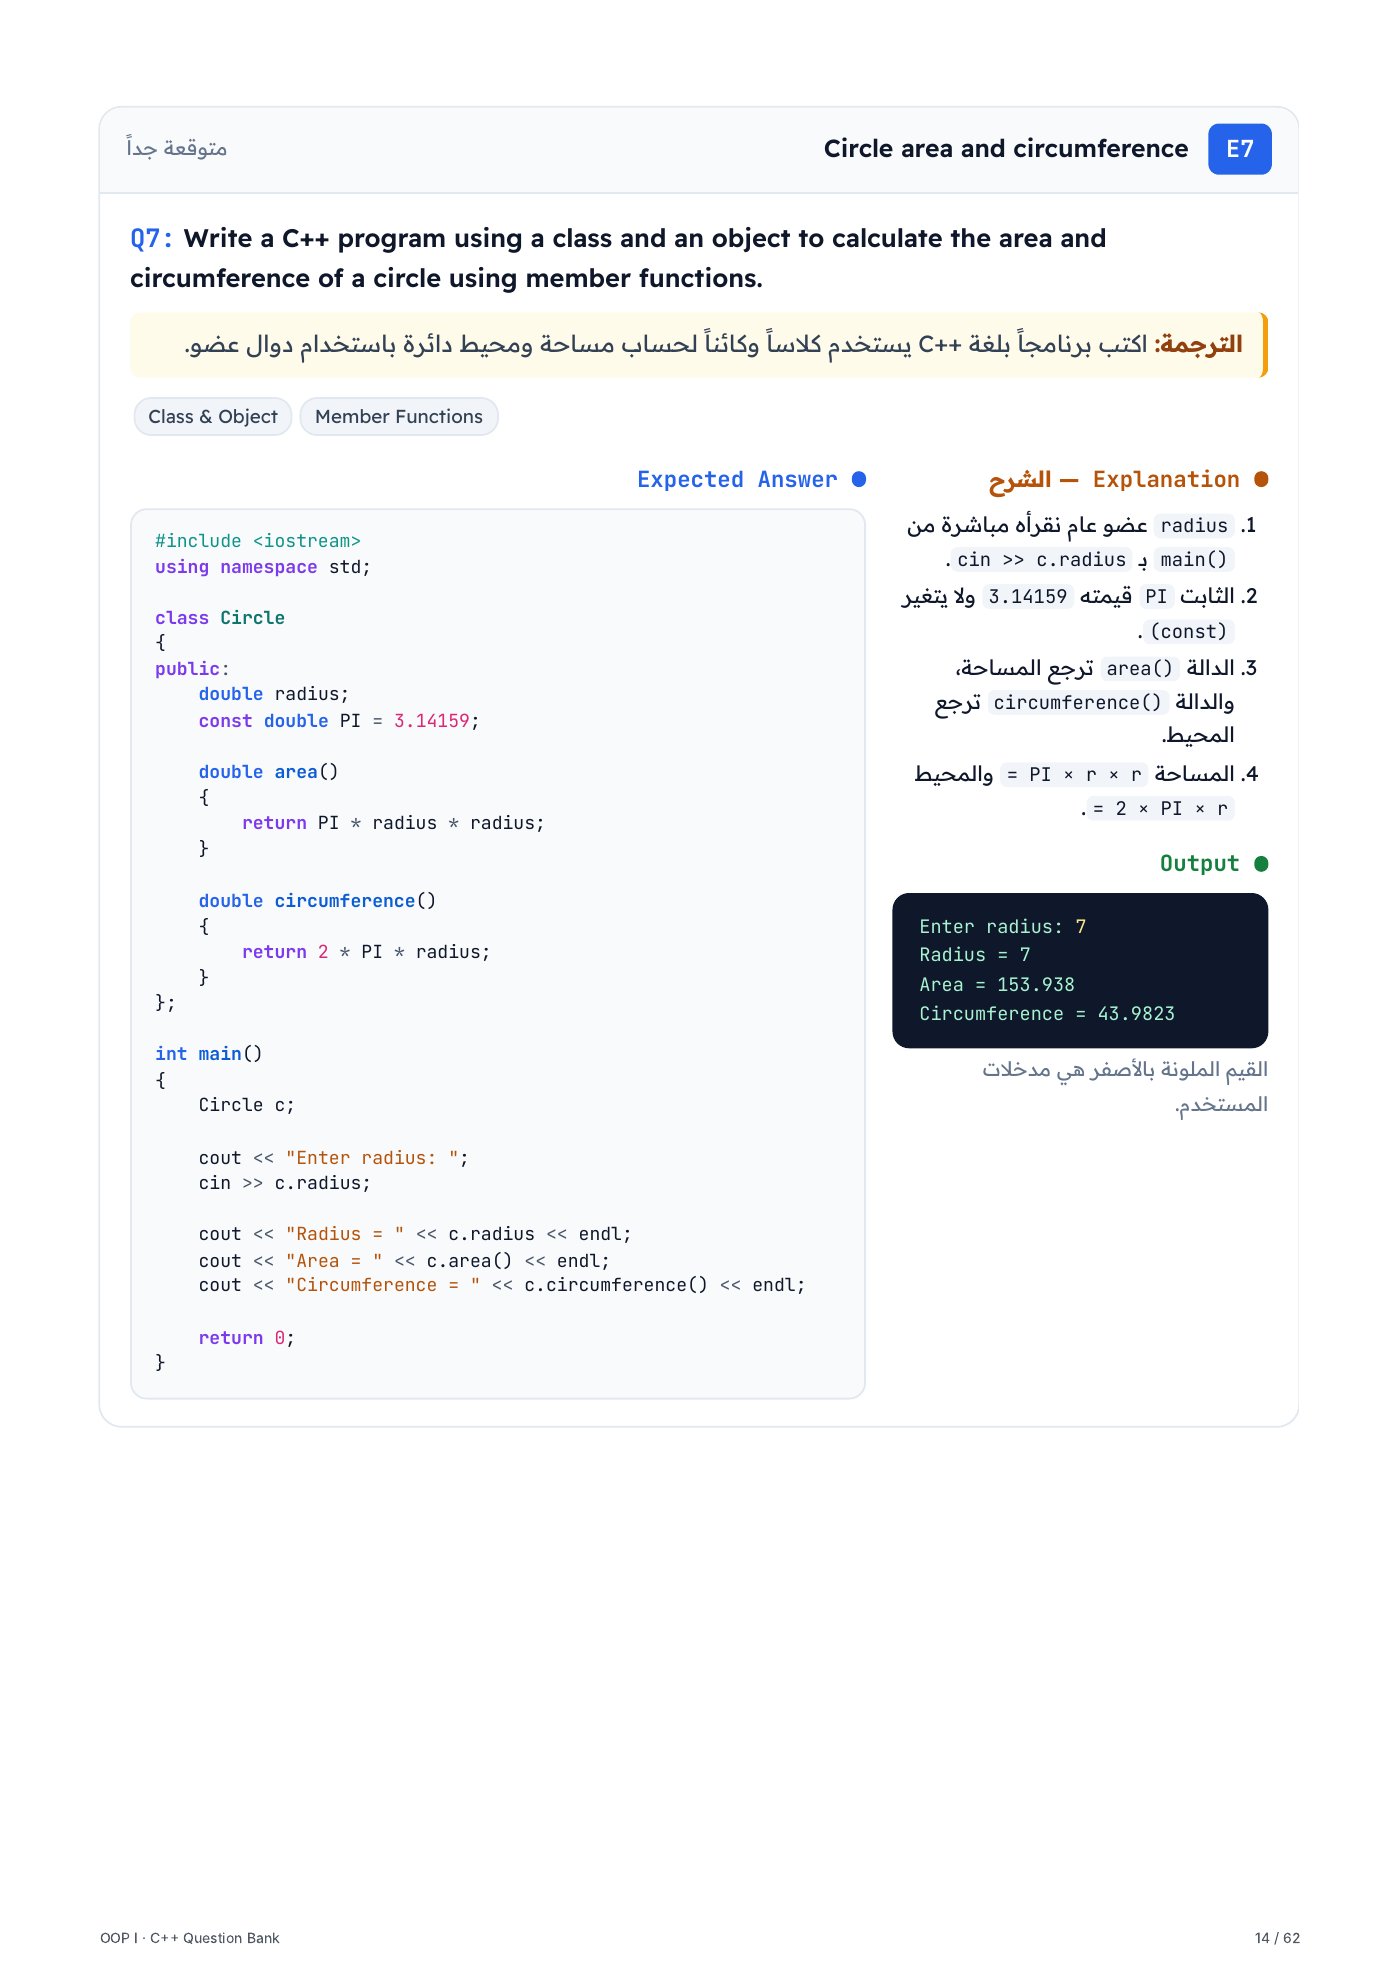 E7 Circle area and circumference
متوقعة جداً
Q7: Write a C++ program using a class and an object to calculate the area and
circumference of a circle using member functions.
الترجمة: اكتب برنامجاً بلغة C++ يستخدم كلاساً وكائناً لحساب مساحة ومحيط دائرة باستخدام دوال عضو.
Class & Object
Member Functions
Explanation — الشرح
1. radius عضو عام نقرأه مباشرة من
main() بـ cin >> c.radius.
2. الثابت PI قيمته 3.14159 ولا يتغير
(const).
3. الدالة area() ترجع المساحة،
والدالة circumference() ترجع
المحيط.
4. المساحة = PI × r × r والمحيط
= 2 × PI × r.
Output
Enter radius: 7
Radius = 7
Area = 153.938
Circumference = 43.9823
القيم الملونة بالأصفر هي مدخلات
المستخدم.
Expected Answer
#include <iostream>
using namespace std;
class Circle
{
public:
    double radius;
    const double PI = 3.14159;
    double area()
    {
        return PI * radius * radius;
    }
    double circumference()
    {
        return 2 * PI * radius;
    }
};
int main()
{
    Circle c;
    cout << "Enter radius: ";
    cin >> c.radius;
    cout << "Radius = " << c.radius << endl;
    cout << "Area = " << c.area() << endl;
    cout << "Circumference = " << c.circumference() << endl;
    return 0;
}
OOP I · C++ Question Bank
14 / 62